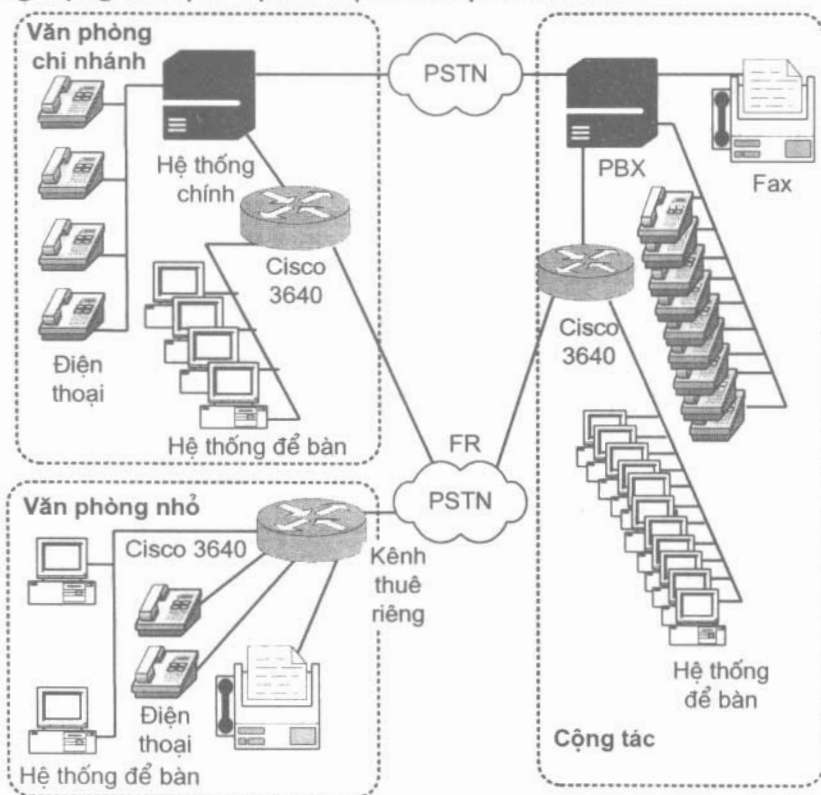 Văn phòng
chi nhánh
Hệ thống
chính
Cisco
3640
Điện
thoại
Hệ thống để bàn
PSTN
PBX
Fax
Cisco
3640
Hệ thống
để bàn
Cộng tác
FR
PSTN
Văn phòng nhỏ
Cisco 3640
Kênh
thuê
riêng
Điện
thoại
Hệ thống để bàn